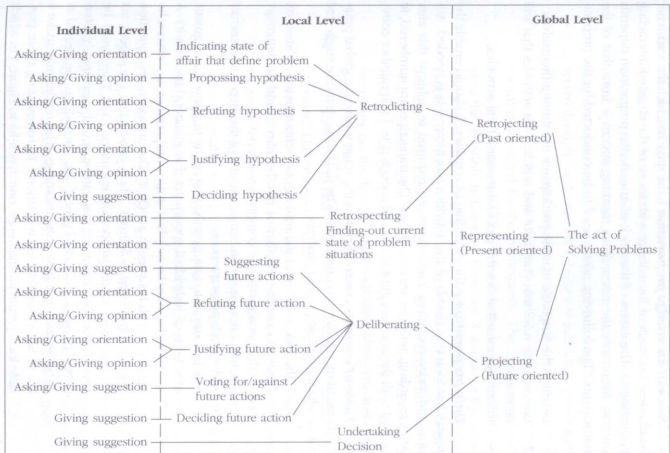 Individual Level
Local Level
Global Level
Asking/Giving orientation
Indicating state of
affair that define problem
Asking/Giving opinion
Propossing hypothesis
Asking/Giving orientation
Asking/Giving opinion
Refuting hypothesis
Retrodicting
Asking/Giving orientation
Asking/Giving opinion
Justifying hypothesis
Giving suggestion
Deciding hypothesis
Retrojecting
(Past oriented)
Asking/Giving orientation
Retrospecting
Asking/Giving orientation
Finding-out current
state of problem
situations
Representing
(Present oriented)
The act of
Solving Problems
Asking/Giving suggestion
Suggesting
future actions
Asking/Giving orientation
Asking/Giving opinion
Refuting future action
Deliberating
Asking/Giving orientation
Asking/Giving opinion
Justifying future action
Asking/Giving suggestion
Voting for/against
future actions
Giving suggestion
Deciding future action
Projecting
(Future oriented)
Giving suggestion
Undertaking
Decision